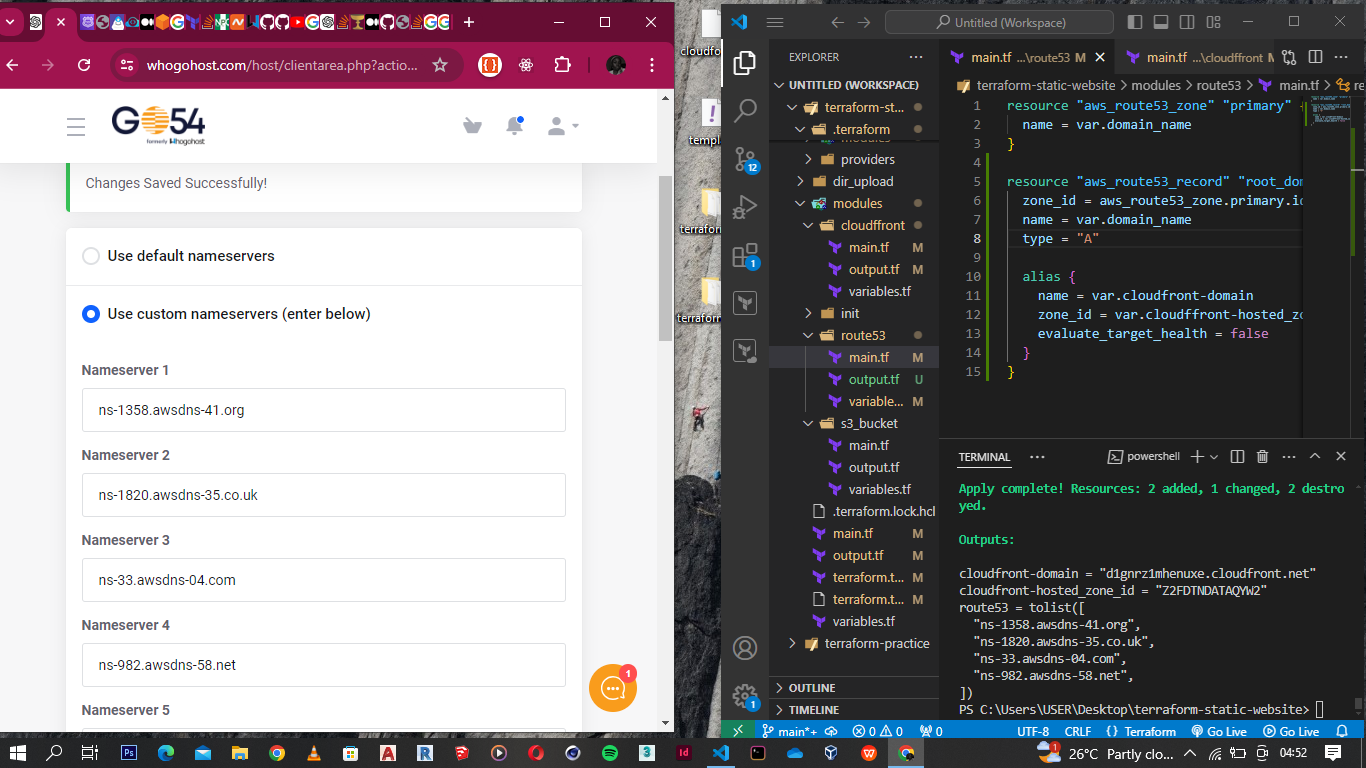 whogohost.com/host/clientarea.php?actio...
GO54
formerly Whogohost
Changes Saved Successfully!
Use default nameservers
Use custom nameservers (enter below)
Nameserver 1
ns-1358.awsdns-41.org
Nameserver 2
ns-1820.awsdns-35.co.uk
Nameserver 3
ns-33.awsdns-04.com
Nameserver 4
ns-982.awsdns-58.net
Nameserver 5
1
cloudfor
templ
terrafor
terraforr
Untitled (Workspace)
EXPLORER
UNTITLED (WORKSPACE)
terraform-st...
.terraform
modules
providers
dir_upload
modules
cloudffront
main.tf M
output.tf M
variables.tf
init
route53
main.tf M
output.tf U
variable... M
s3_bucket
main.tf
output.tf
variables.tf
.terraform.lock.hcl
main.tf M
output.tf M
terraform.t... M
terraform.t... M
variables.tf
terraform-practice
OUTLINE
TIMELINE
12
1
1
main.tf ...\route53 M
main.tf ...\cloudffront M
terraform-static-website > modules > route53 > main.tf > re
1 resource "aws_route53_zone" "primary" {
2 name = var.domain_name
3 }
4
5 resource "aws_route53_record" "root_dom
6 zone_id = aws_route53_zone.primary.id
7 name = var.domain_name
8 type = "A"
9
10 alias {
11 name = var.cloudfront-domain
12 zone_id = var.cloudffront-hosted_zo
13 evaluate_target_health = false
14 }
15 }
TERMINAL
powershell
Apply complete! Resources: 2 added, 1 changed, 2 destro
yed.
Outputs:
cloudfront-domain = "d1gnrz1mhenuxe.cloudfront.net"
cloudfront-hosted_zone_id = "Z2FDTNDATAQYW2"
route53 = tolist([
"ns-1358.awsdns-41.org",
"ns-1820.awsdns-35.co.uk",
"ns-33.awsdns-04.com",
"ns-982.awsdns-58.net",
])
PS C:\Users\USER\Desktop\terraform-static-website>
main*+ 0 0 0 UTF-8 CRLF {} Terraform Go Live Go Live
26°C Partly clo... 04:52